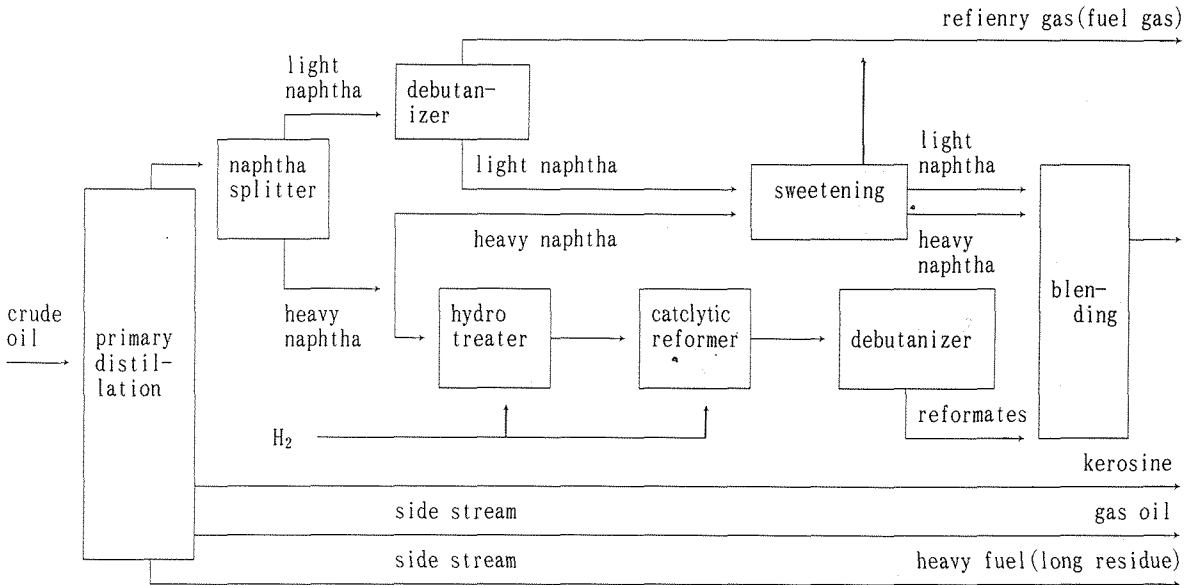 refienry gas(fuel gas)
light
naphtha
debutan-
izer
naphtha
splitter
light naphtha
sweetening
light
naphtha
heavy naphtha
heavy
naphtha
crude
oil
heavy
naphtha
primary
distil-
lation
hydro
treater
catclytic
reformer
debutanizer
blen-
ding
reformates
H₂
kerosine
side stream
gas oil
side stream
heavy fuel(long residue)